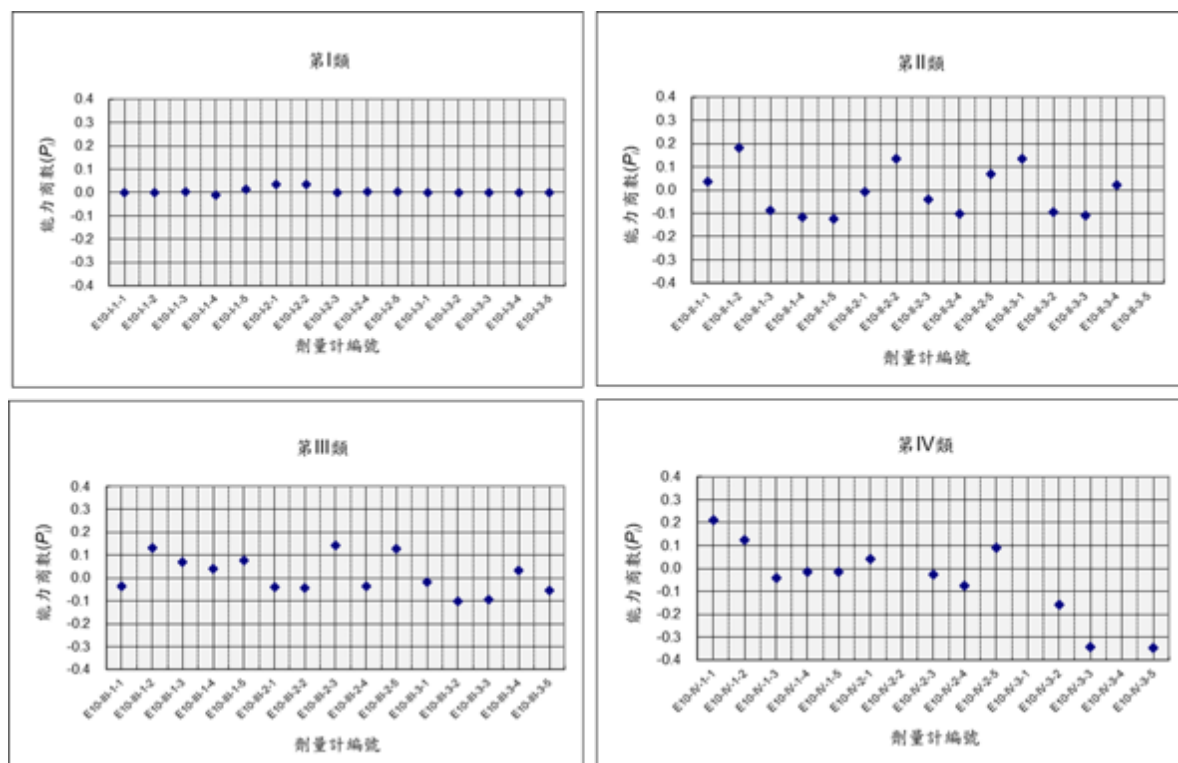 第I類
0.4
0.3
0.2
0.1
0.0
-0.1
-0.2
-0.3
-0.4
能力商數(Pi)
E10-I-1-1
E10-I-1-2
E10-I-1-3
E10-I-1-4
E10-I-1-5
E10-I-2-1
E10-I-2-2
E10-I-2-3
E10-I-2-4
E10-I-2-5
E10-I-3-1
E10-I-3-2
E10-I-3-3
E10-I-3-4
E10-I-3-5
劑量計編號
第II類
0.4
0.3
0.2
0.1
0.0
-0.1
-0.2
-0.3
-0.4
能力商數(Pi)
E10-II-1-1
E10-II-1-2
E10-II-1-3
E10-II-1-4
E10-II-1-5
E10-II-2-1
E10-II-2-2
E10-II-2-3
E10-II-2-4
E10-II-2-5
E10-II-3-1
E10-II-3-2
E10-II-3-3
E10-II-3-4
E10-II-3-5
劑量計編號
第III類
0.4
0.3
0.2
0.1
0.0
-0.1
-0.2
-0.3
-0.4
能力商數(Pi)
E10-III-1-1
E10-III-1-2
E10-III-1-3
E10-III-1-4
E10-III-1-5
E10-III-2-1
E10-III-2-2
E10-III-2-3
E10-III-2-4
E10-III-2-5
E10-III-3-1
E10-III-3-2
E10-III-3-3
E10-III-3-4
E10-III-3-5
劑量計編號
第IV類
0.4
0.3
0.2
0.1
0.0
-0.1
-0.2
-0.3
-0.4
能力商數(Pi)
E10-IV-1-1
E10-IV-1-2
E10-IV-1-3
E10-IV-1-4
E10-IV-1-5
E10-IV-2-1
E10-IV-2-2
E10-IV-2-3
E10-IV-2-4
E10-IV-2-5
E10-IV-3-1
E10-IV-3-2
E10-IV-3-3
E10-IV-3-4
E10-IV-3-5
劑量計編號